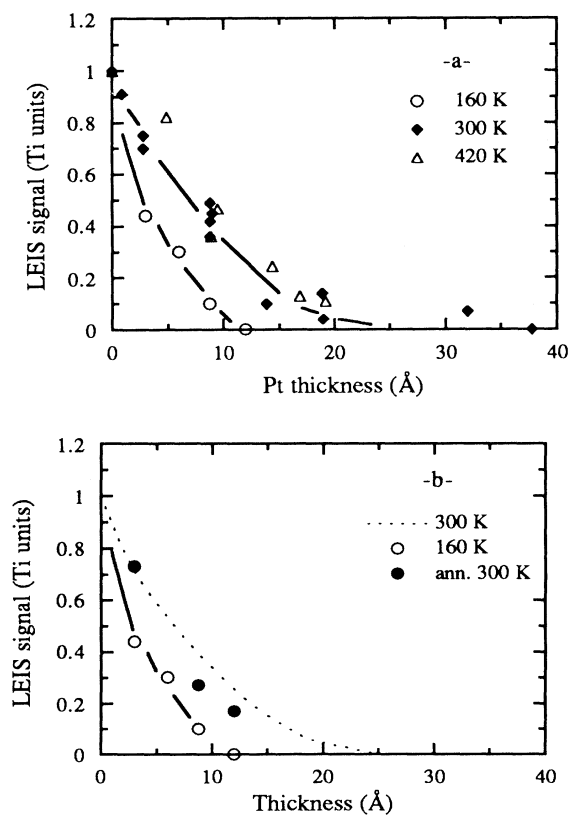 1.2
1
0.8
0.6
0.4
0.2
0
LEIS signal (Ti units)
-a-
160 K
300 K
420 K
0 10 20 30 40
Pt thickness (Å)
1.2
1
0.8
0.6
0.4
0.2
0
LEIS signal (Ti units)
-b-
300 K
160 K
ann. 300 K
0 10 20 30 40
Thickness (Å)